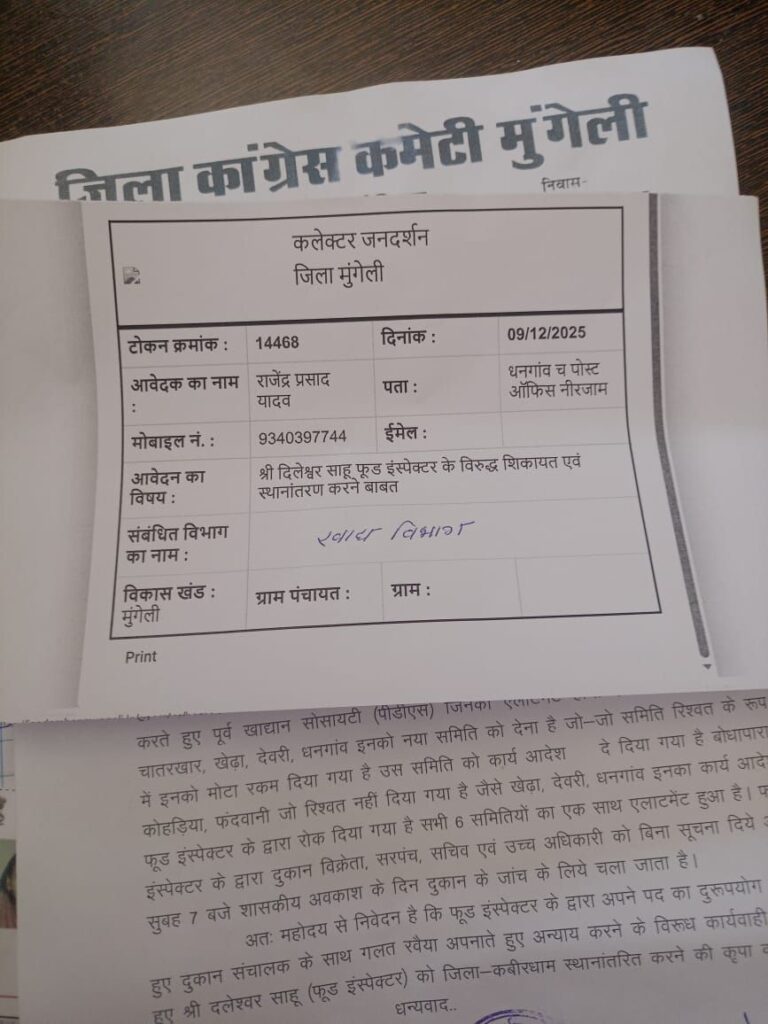 जिला कांग्रेस कमेटी मुंगेली
निवास-
कलेक्टर जनदर्शन
जिला मुंगेली
टोकन क्रमांक : 14468 दिनांक : 09/12/2025
आवेदक का नाम : राजेंद्र प्रसाद यादव पता : धनगांव च पोस्ट ऑफिस नीरजाम
मोबाइल नं. : 9340397744 ईमेल :
आवेदन का विषय : श्री दिलेश्वर साहू फूड इंस्पेक्टर के विरुद्ध शिकायत एवं
स्थानांतरण करने बाबत
संबंधित विभाग का नाम : खाद्य विभाग
विकास खंड : मुंगेली ग्राम पंचायत : ग्राम :
Print
करते हुए पूर्व खाद्यान सोसायटी (पीडीएस) जिनका एलाटमेंट
चातरखार, खेढ़ा, देवरी, धनगांव इनको नया समिति को देना है जो–जो समिति रिश्वत के रूप
में इनको मोटा रकम दिया गया है उस समिति को कार्य आदेश दे दिया गया है बोधापारा
कोहड़िया, फंदवानी जो रिश्वत नहीं दिया गया है जैसे खेढ़ा, देवरी, धनगांव इनका कार्य आदे
फूड इंस्पेक्टर के द्वारा रोक दिया गया है सभी 6 समितियों का एक साथ एलाटमेंट हुआ है।
इंस्पेक्टर के द्वारा दुकान विक्रेता, सरपंच, सचिव एवं उच्च अधिकारी को बिना सूचना दिये
सुबह 7 बजे शासकीय अवकाश के दिन दुकान के जांच के लिये चला जाता है।
अतः महोदय से निवेदन है कि फूड इंस्पेक्टर के द्वारा अपने पद का दुरूपयोग
हुए दुकान संचालक के साथ गलत रवैया अपनाते हुए अन्याय करने के विरूध कार्यवाही
हुए श्री दलेश्वर साहू (फूड इंस्पेक्टर) को जिला–कबीरधाम स्थानांतरित करने की कृपा
धन्यवाद..